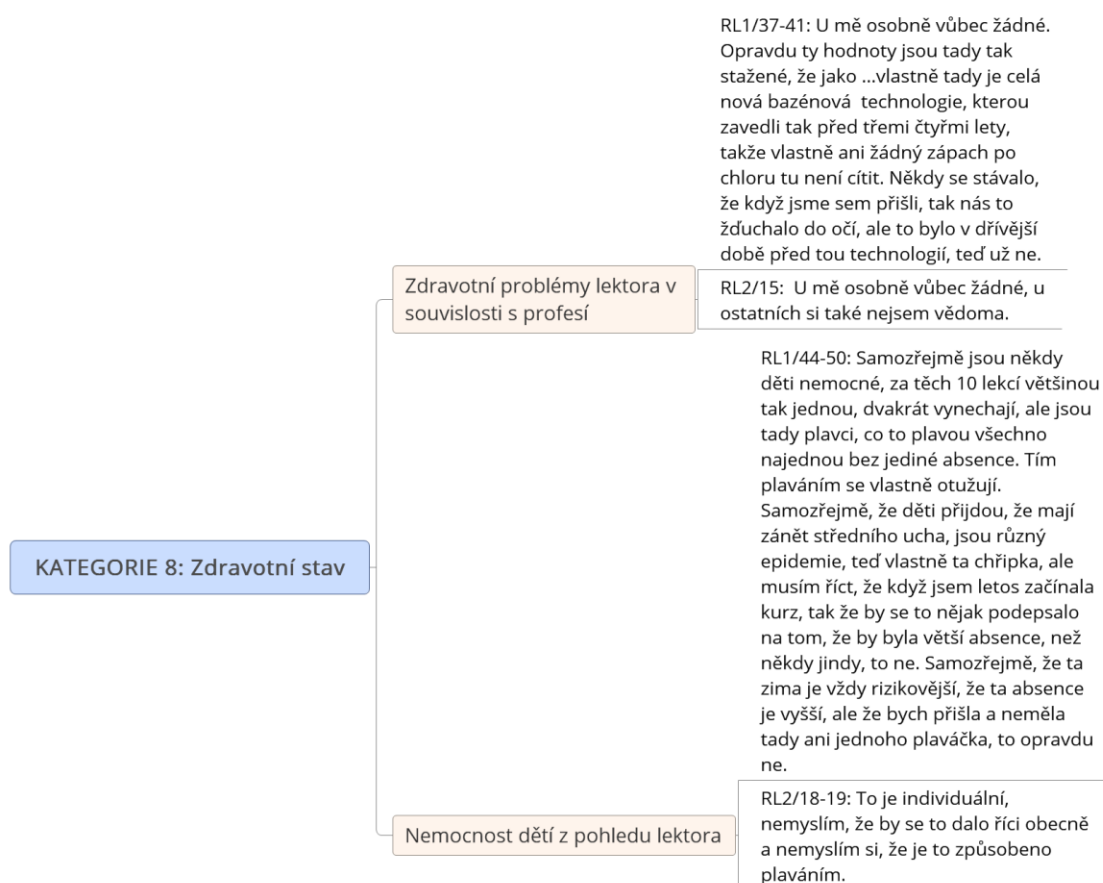 RL1/37-41: U mě osobně vůbec žádné.
Opravdu ty hodnoty jsou tady tak
stažené, že jako ...vlastně tady je celá
nová bazénová  technologie, kterou
zavedli tak před třemi čtyřmi lety,
takže vlastně ani žádný zápach po
chloru tu není cítit. Někdy se stávalo,
že když jsme sem přišli, tak nás to
žďuchalo do očí, ale to bylo v dřívější
době před tou technologií, teď už ne.
Zdravotní problémy lektora v
souvislosti s profesí
RL2/15:  U mě osobně vůbec žádné, u
ostatních si také nejsem vědoma.
RL1/44-50: Samozřejmě jsou někdy
děti nemocné, za těch 10 lekcí většinou
tak jednou, dvakrát vynechají, ale jsou
tady plavci, co to plavou všechno
najednou bez jediné absence. Tím
plaváním se vlastně otužují.
Samozřejmě, že děti přijdou, že mají
zánět středního ucha, jsou různý
epidemie, teď vlastně ta chřipka, ale
musím říct, že když jsem letos začínala
kurz, tak že by se to nějak podepsalo
na tom, že by byla větší absence, než
někdy jindy, to ne. Samozřejmě, že ta
zima je vždy rizikovější, že ta absence
je vyšší, ale že bych přišla a neměla
tady ani jednoho plaváčka, to opravdu
ne.
KATEGORIE 8: Zdravotní stav
Nemocnost dětí z pohledu lektora
RL2/18-19: To je individuální,
nemyslím, že by se to dalo říci obecně
a nemyslím si, že je to způsobeno
plaváním.